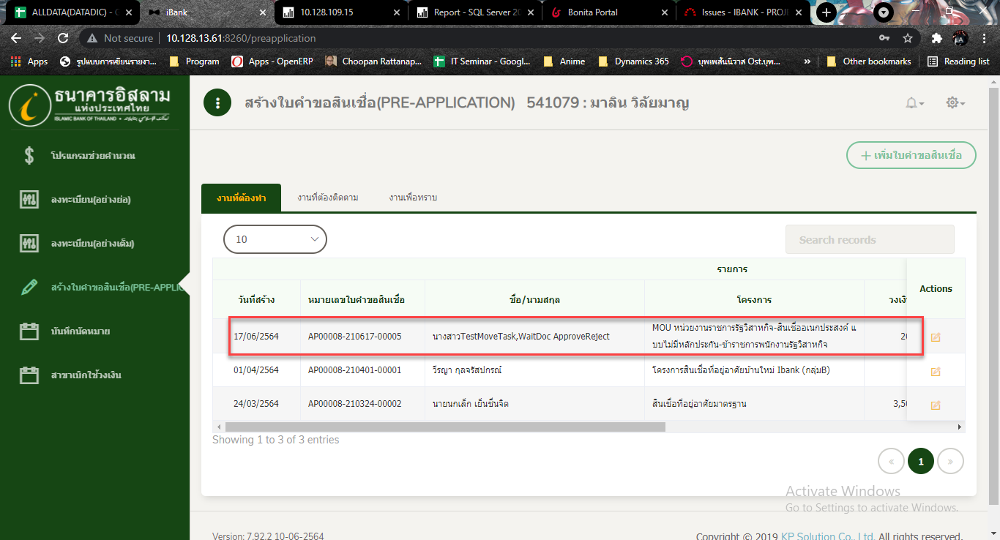 ALLDATA(DATADIC) - G
iBank
10.128.109.15
Report - SQL Server 20
Bonita Portal
Issues - IBANK - PROJE
Not secure
10.128.13.61:8260/preapplication
Apps
รูปแบบการเขียนรายงา...
Program
Apps - OpenERP
Choopan Rattanap...
IT Seminar - Googl...
Anime
Dynamics 365
บุพเพสันนิวาส Ost.บุพ...
»
Other bookmarks
Reading list
ธนาคารอิสลาม
แห่งประเทศไทย
ISLAMIC BANK OF THAILAND
สร้างใบคำขอสินเชื่อ(PRE-APPLICATION) 541079 : มาลิน วิลัยมาญ
โปรแกรมช่วยคำนวณ
ลงทะเบียน(อย่างย่อ)
ลงทะเบียน(อย่างเต็ม)
สร้างใบคำขอสินเชื่อ(PRE-APPLIC
บันทึกนัดหมาย
สาขาเบิกใช้วงเงิน
+ เพิ่มใบคำขอสินเชื่อ
งานที่ต้องทำ
งานที่ต้องติดตาม
งานเพื่อทราบ
10
Search records
รายการ
วันที่สร้าง
หมายเลขใบคำขอสินเชื่อ
ชื่อ/นามสกุล
โครงการ
วงเงิ
Actions
17/06/2564 AP00008-210617-00005 นางสาวTestMoveTask,WaitDoc ApproveReject MOU หน่วยงานราชการรัฐวิสาหกิจ-สินเชื่ออเนกประสงค์ แ
บบไม่มีหลักประกัน-ข้าราชการพนักงานรัฐวิสาหกิจ
20
01/04/2564 AP00008-210401-00001 วีรญา กุลจรัสปกรณ์ โครงการสินเชื่อที่อยู่อาศัยบ้านใหม่ Ibank (กลุ่มB)
24/03/2564 AP00008-210324-00002 นายนกเล็ก เย็นชื่นจิต สินเชื่อที่อยู่อาศัยมาตรฐาน 3,50
Showing 1 to 3 of 3 entries
« 1 »
Activate Windows
Go to Settings to activate Windows.
Version: 7.92.2 10-06-2564
Copyright © 2019 KP Solution Co., Ltd. All rights reserved.